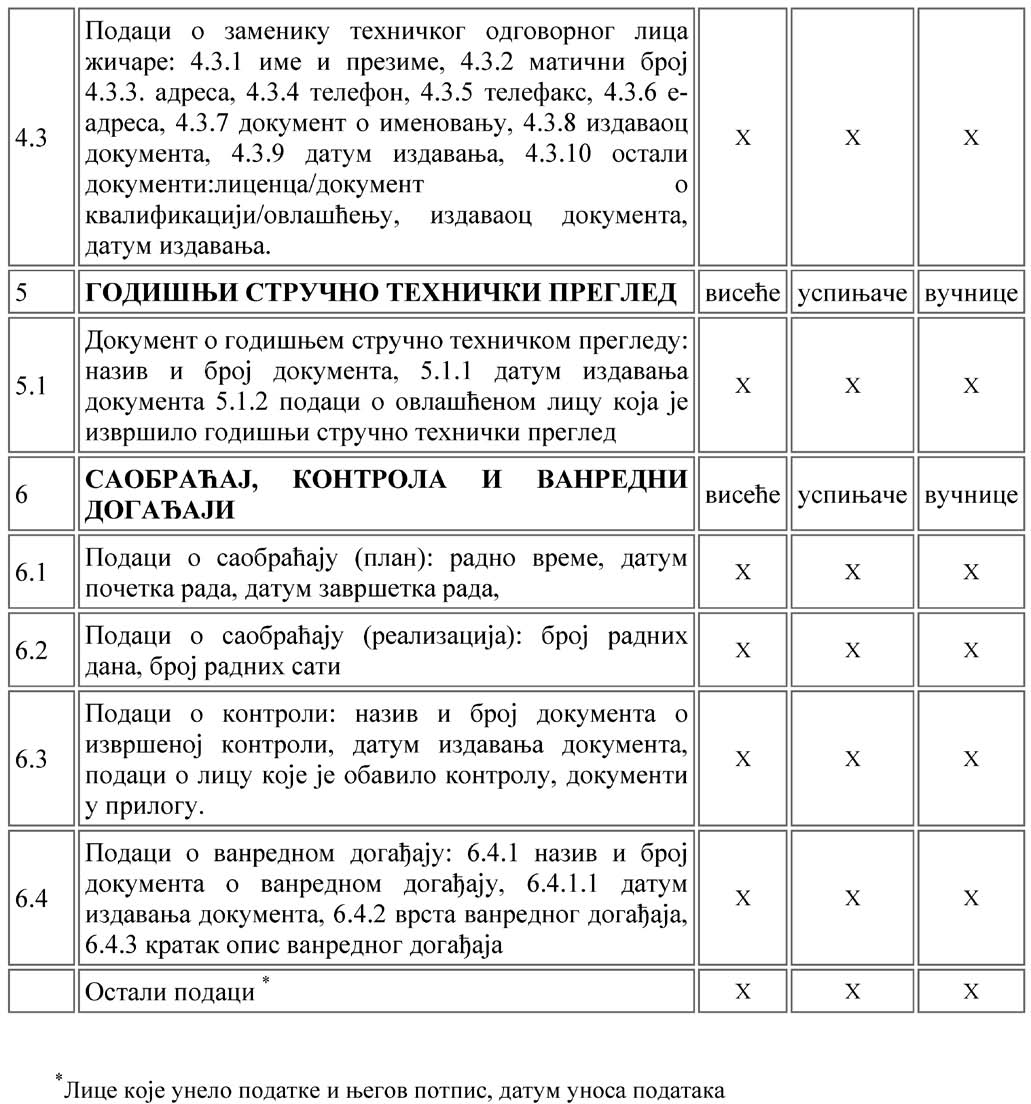 Подаци о заменику техничког одговорног лица
жичаре: 4.3.1 име и презиме, 4.3.2 матични број
4.3.3. адреса, 4.3.4 телефон, 4.3.5 телефакс, 4.3.6 е-
адреса, 4.3.7 документ о именовању, 4.3.8 издаваоц
4.3 документа, 4.3.9 датум издавања, 4.3.10 остали X X X
документи:лиценца/документ о
квалификацији/овлашћењу, издаваоц документа,
датум издавања.
5 ГОДИШЊИ СТРУЧНО ТЕХНИЧКИ ПРЕГЛЕД висеће успињаче вучнице
Документ о годишњем стручно техничком прегледу:
назив и број документа, 5.1.1 датум издавања
5.1 документа 5.1.2 подаци о овлашћеном лицу која је X X X
извршило годишњи стручно технички преглед
6 САОБРАЋАЈ, КОНТРОЛА И ВАНРЕДНИ висеће успињаче вучнице
ДОГАЂАЈИ
6.1 Подаци о саобраћају (план): радно време, датум X X X
почетка рада, датум завршетка рада,
6.2 Подаци о саобраћају (реализација): број радних X X X
дана, број радних сати
Подаци о контроли: назив и број документа о
извршеној контроли, датум издавања документа,
6.3 подаци о лицу које је обавило контролу, документи X X X
у прилогу.
Подаци о ванредном догађају: 6.4.1 назив и број
документа о ванредном догађају, 6.4.1.1 датум
6.4 издавања документа, 6.4.2 врста ванредног догађаја, X X X
6.4.3 кратак опис ванредног догађаја
Остали подаци * X X X
*Лице које унело податке и његов потпис, датум уноса података